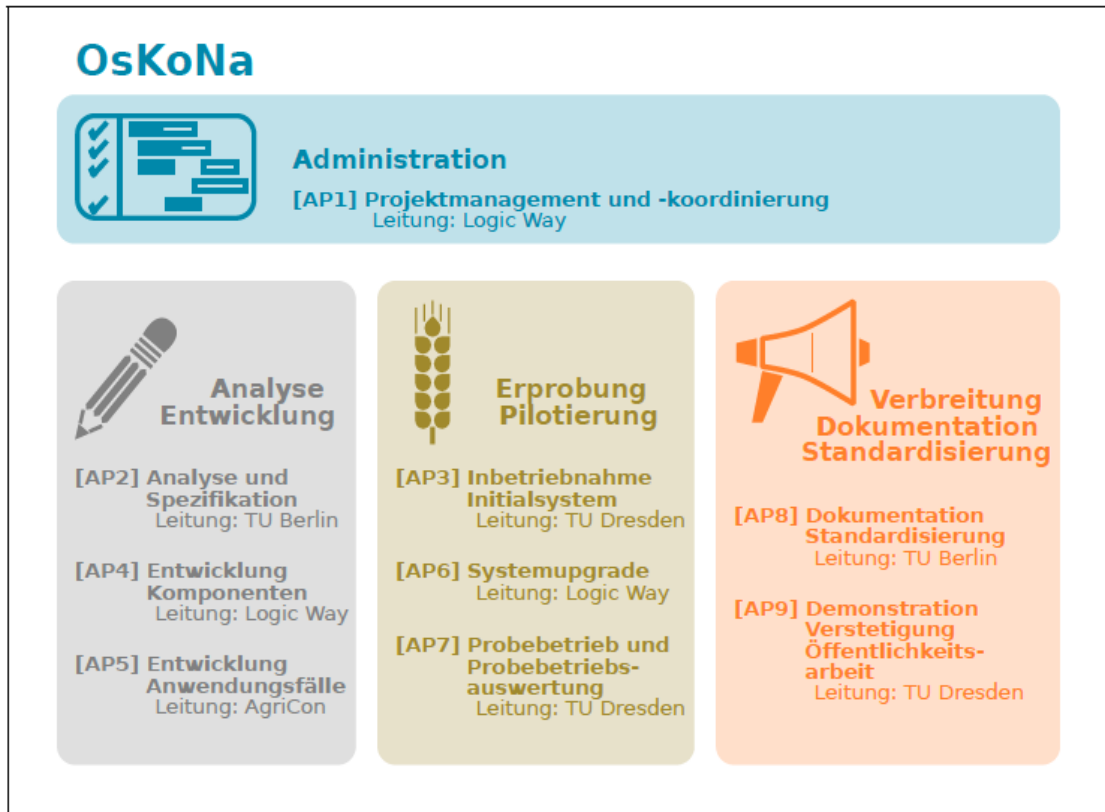 OsKoNa
Administration
[AP1] Projektmanagement und -koordinierung
Leitung: Logic Way
Analyse
Entwicklung
[AP2] Analyse und
Spezifikation
Leitung: TU Berlin
[AP4] Entwicklung
Komponenten
Leitung: Logic Way
[AP5] Entwicklung
Anwendungsfälle
Leitung: AgriCon
Erprobung
Pilotierung
[AP3] Inbetriebnahme
Initialsystem
Leitung: TU Dresden
[AP6] Systemupgrade
Leitung: Logic Way
[AP7] Probebetrieb und
Probebetriebs-
auswertung
Leitung: TU Dresden
Verbreitung
Dokumentation
Standardisierung
[AP8] Dokumentation
Standardisierung
Leitung: TU Berlin
[AP9] Demonstration
Verstetigung
Öffentlichkeits-
arbeit
Leitung: TU Dresden